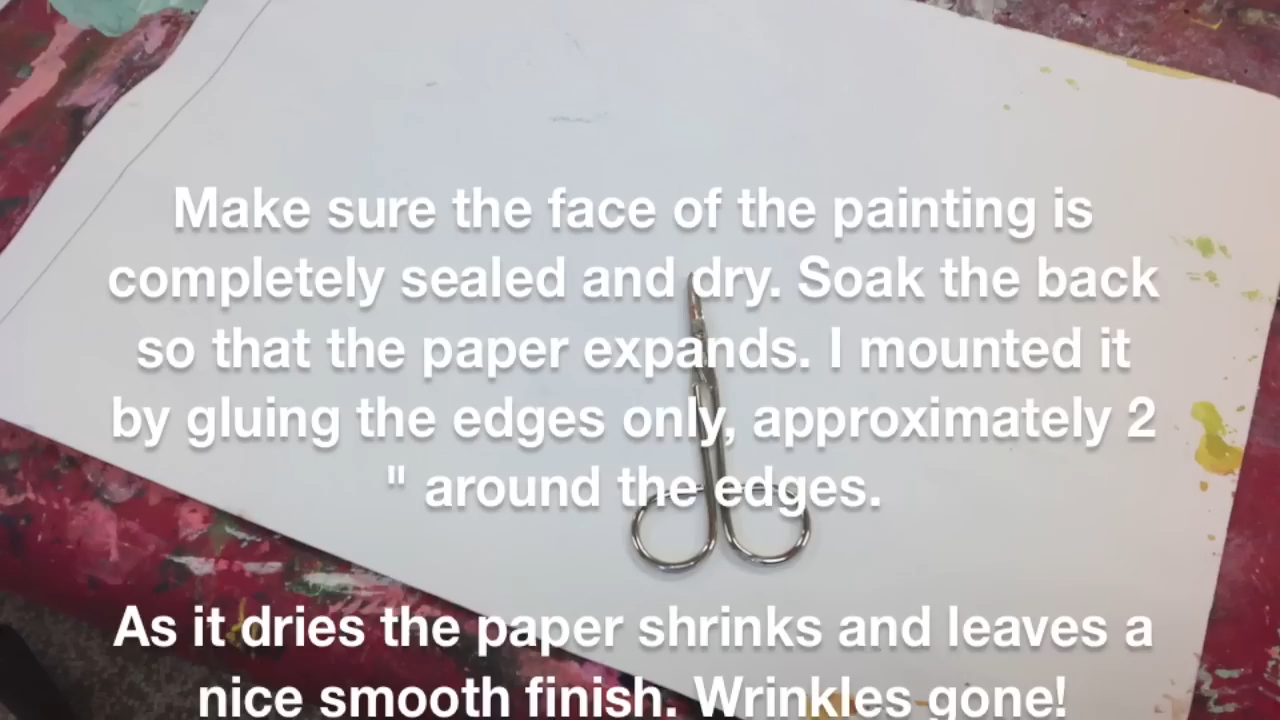 Make sure the face of the painting is
completely sealed and dry. Soak the back
so that the paper expands. I mounted it
by gluing the edges only, approximately 2
" around the edges.
As it dries the paper shrinks and leaves a
nice smooth finish. Wrinkles gone!